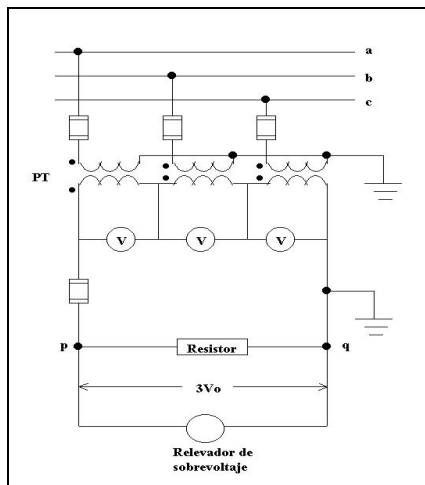 a
b
c
PT
V V V
p Resistor q
3Vo
Relevador de
sobrevoltaje